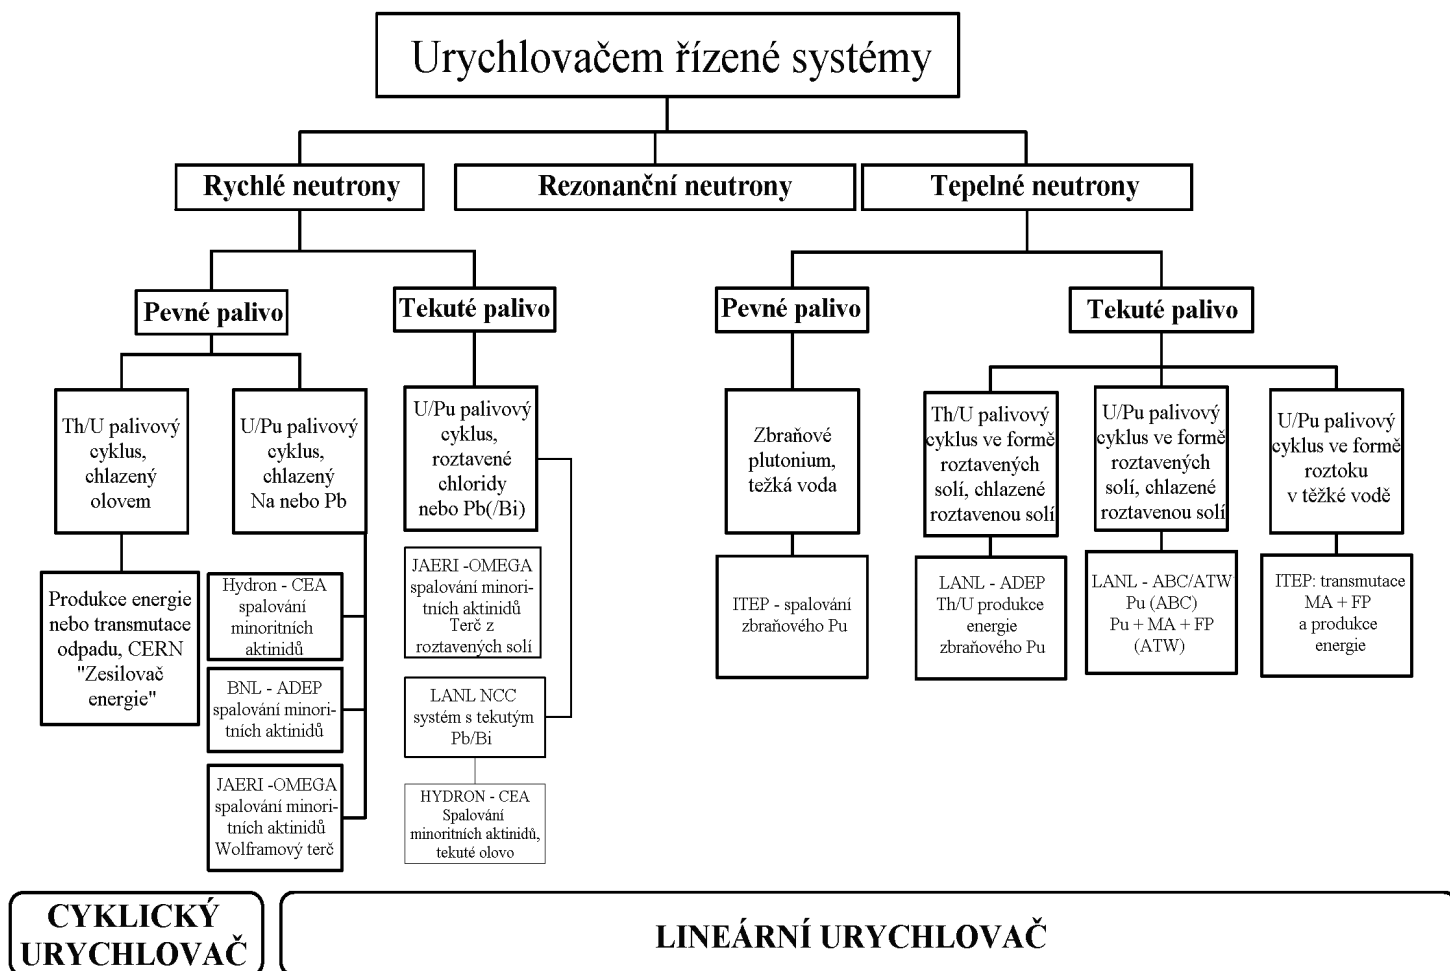 Urychlovačem řízené systémy
Rychlé neutrony
Rezonanční neutrony
Tepelné neutrony
Pevné palivo
Tekuté palivo
Pevné palivo
Tekuté palivo
Th/U palivový
cyklus,
chlazený
olovem
U/Pu palivový
cyklus,
chlazený
Na nebo Pb
U/Pu palivový
cyklus,
roztavené
chloridy
nebo Pb(/Bi)
Zbraňové
plutonium,
težká voda
Th/U palivový
cyklus ve formě
roztavených
solí, chlazené
roztavenou solí
U/Pu palivový
cyklus ve formě
roztavených
solí, chlazené
roztavenou solí
U/Pu palivový
cyklus ve formě
roztoku
v těžké vodě
Produkce energie
nebo transmutace
odpadu, CERN
"Zesilovač
energie"
Hydron - CEA
spalování
minoritních
aktinidů
BNL - ADEP
spalování minori-
tních aktinidů
JAERI -OMEGA
spalování minori-
tních aktinidů
Wolframový terč
JAERI -OMEGA
spalování minori-
tních aktinidů
Terč z
roztavených solí
LANL NCC
systém s tekutým
Pb/Bi
HYDRON - CEA
Spalování
minoritních aktinidů,
tekuté olovo
ITEP - spalování
zbraňového Pu
LANL - ADEP
Th/U produkce
energie
zbraňového Pu
LANL - ABC/ATW
Pu (ABC)
Pu + MA + FP
(ATW)
ITEP: transmutace
MA + FP
a produkce
energie
CYKLICKÝ
URYCHLOVAČ
LINEÁRNÍ URYCHLOVAČ